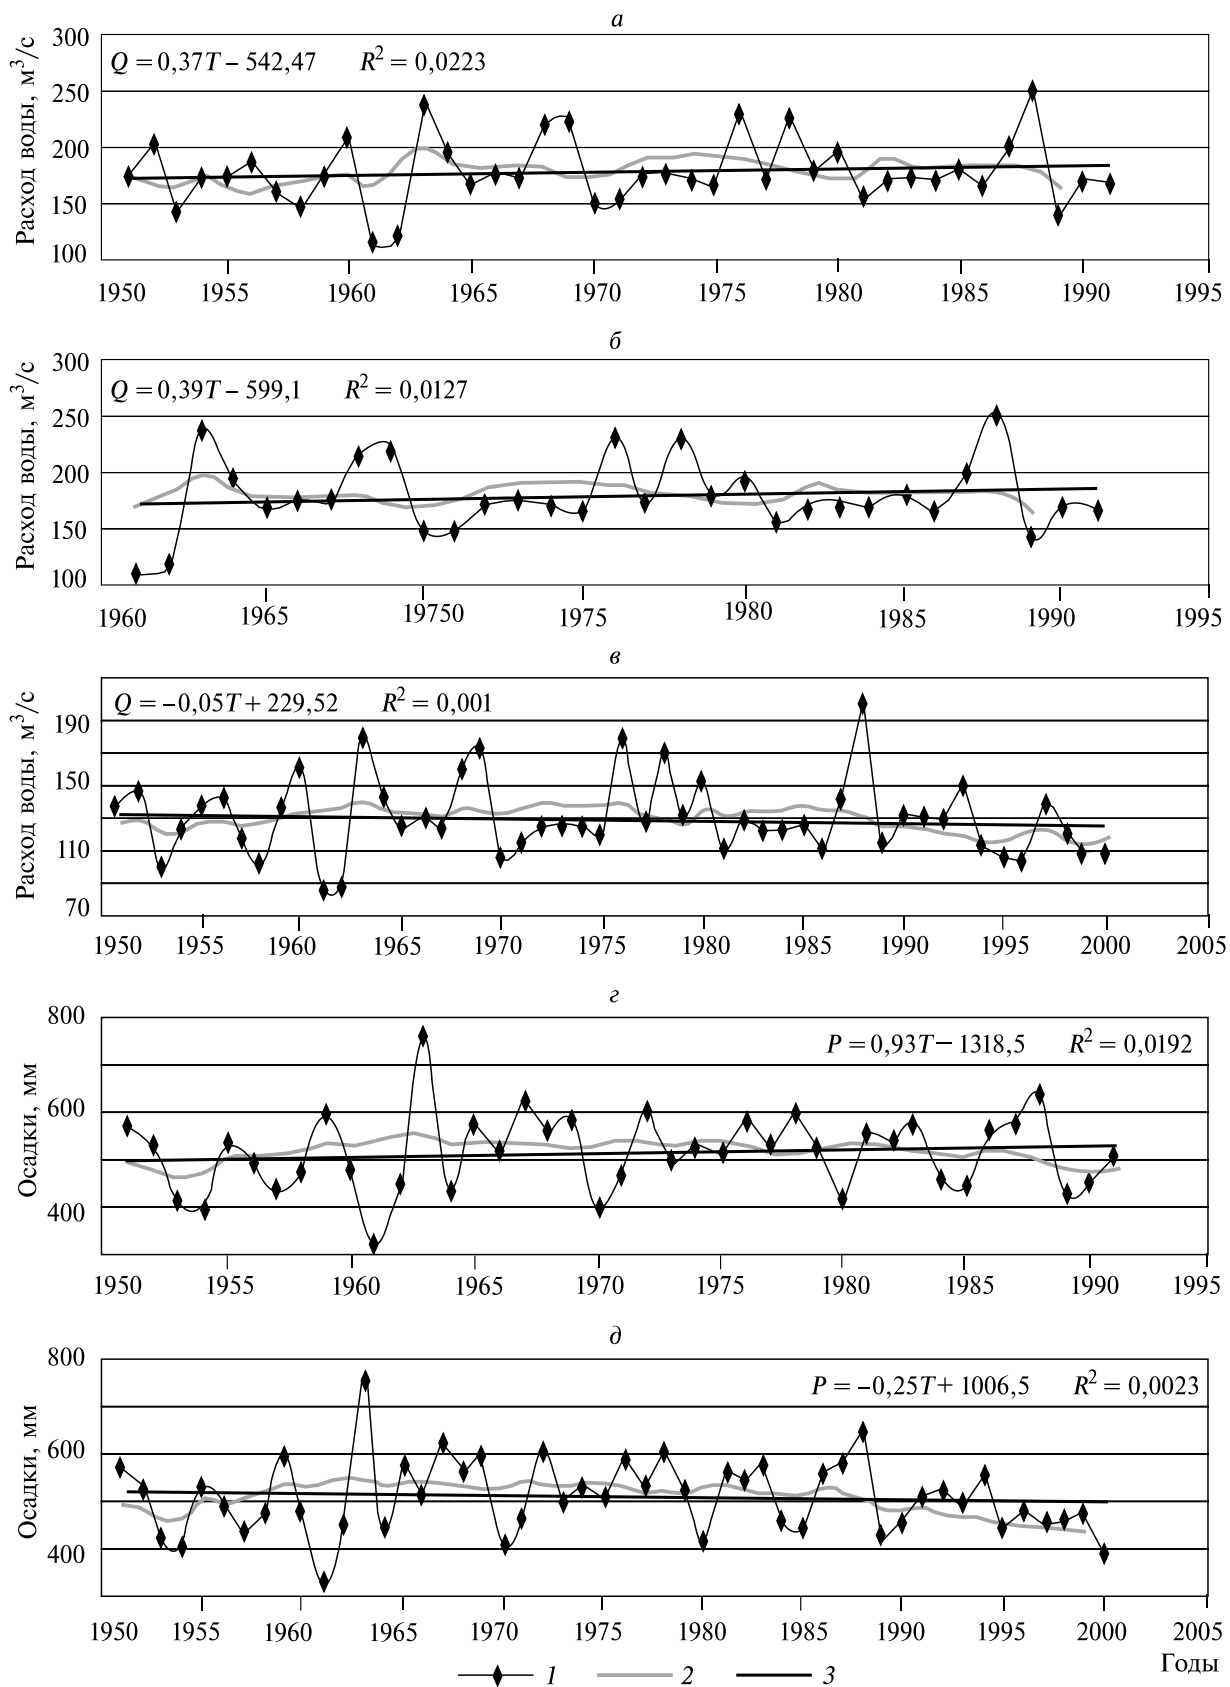 а
Расход воды, м³/с
300
250
200
150
100
Q = 0,37T – 542,47 R² = 0,0223
1950 1955 1960 1965 1970 1975 1980 1985 1990 1995
б
Расход воды, м³/с
300
250
200
150
100
Q = 0,39T – 599,1 R² = 0,0127
1960 1965 19750 1975 1980 1985 1990 1995
в
Расход воды, м³/с
190
150
110
70
Q = –0,05T + 229,52 R² = 0,001
1950 1955 1960 1965 1970 1975 1980 1985 1990 1995 2000 2005
г
Осадки, мм
800
600
400
P = 0,93T – 1318,5 R² = 0,0192
1950 1955 1960 1965 1970 1975 1980 1985 1990 1995
д
Осадки, мм
800
600
400
P = –0,25T + 1006,5 R² = 0,0023
1950 1955 1960 1965 1970 1975 1980 1985 1990 1995 2000 2005
Годы
1 2 3